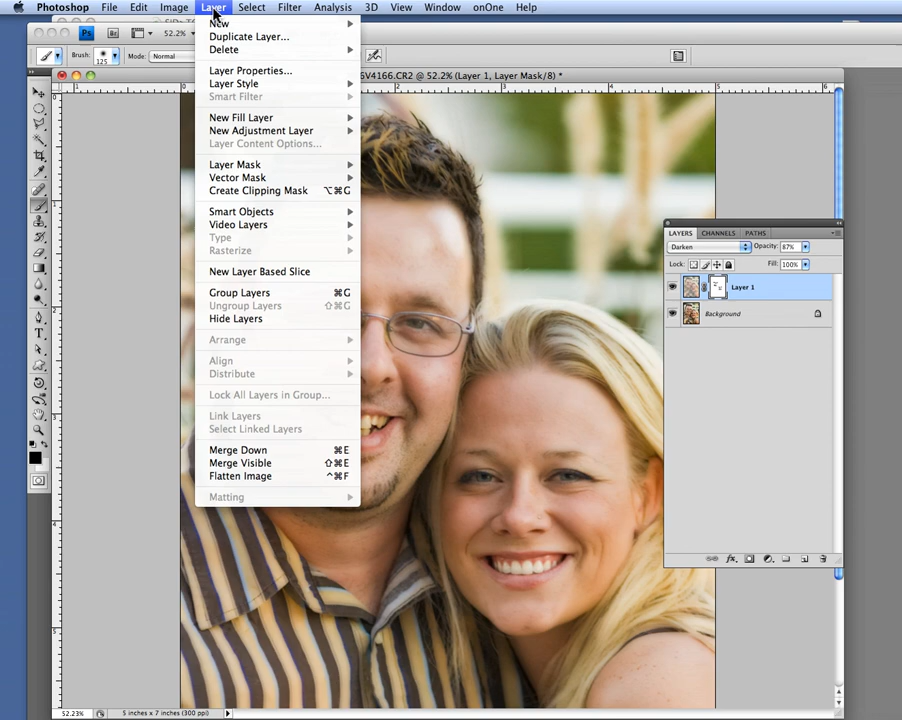 Photoshop File Edit Image Layer Select Filter Analysis 3D View Window onOne Help
Ps Br 52.2%
Brush: 125 Mode: Normal
6V4166.CR2 @ 52.2% (Layer 1, Layer Mask/8) *
New
Duplicate Layer...
Delete
Layer Properties...
Layer Style
Smart Filter
New Fill Layer
New Adjustment Layer
Layer Content Options...
Layer Mask
Vector Mask
Create Clipping Mask ⌥⌘G
Smart Objects
Video Layers
Type
Rasterize
New Layer Based Slice
Group Layers ⌘G
Ungroup Layers ⇧⌘G
Hide Layers
Arrange
Align
Distribute
Lock All Layers in Group...
Link Layers
Select Linked Layers
Merge Down ⌘E
Merge Visible ⇧⌘E
Flatten Image ^⌘F
Matting
LAYERS CHANNELS PATHS
Darken Opacity: 87%
Lock: Fill: 100%
Layer 1
Background
52.23% 5 inches x 7 inches (300 ppi)